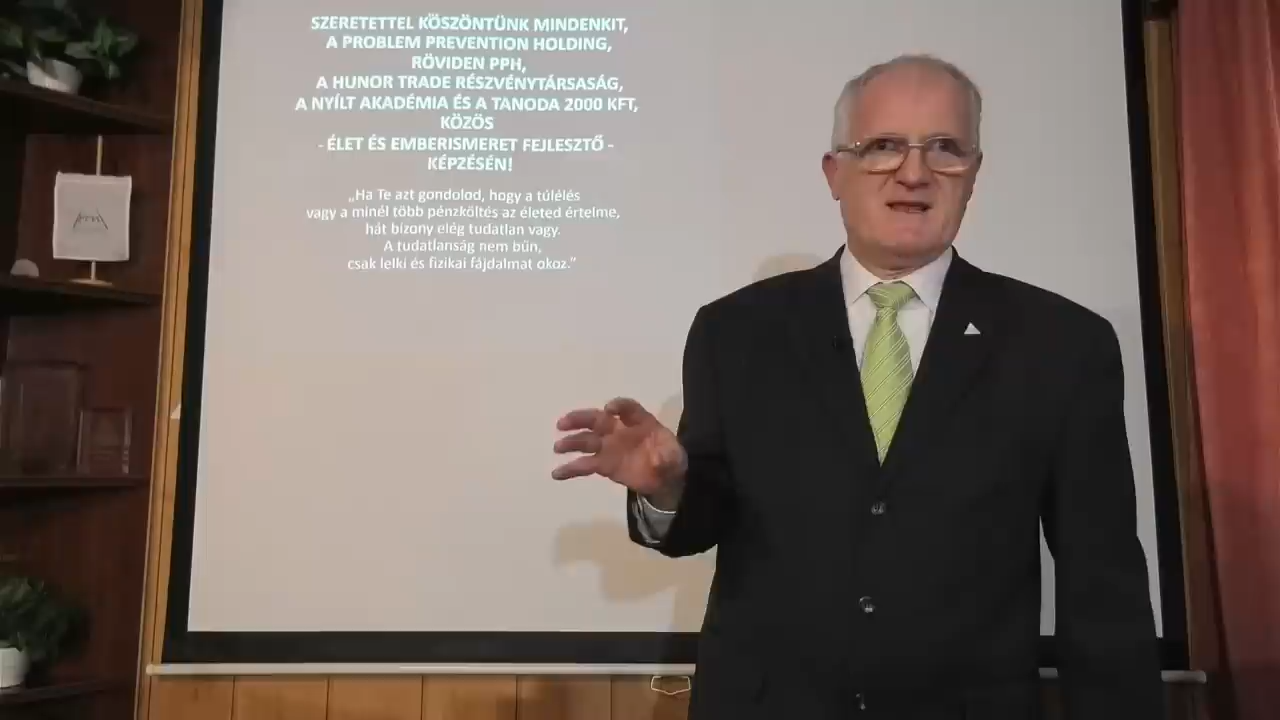 SZERETETTEL KÖSZÖNTÜNK MINDENKIT,
A PROBLEM PREVENTION HOLDING,
RÖVIDEN PPH,
A HUNOR TRADE RÉSZVÉNYTÁRSASÁG,
A NYÍLT AKADÉMIA ÉS A TANODA 2000 KFT,
KÖZÖS
- ÉLET ÉS EMBERISMERET FEJLESZTŐ -
KÉPZÉSÉN!
„Ha Te azt gondolod, hogy a túlélés
vagy a minél több pénzköltés az életed értelme,
hát bizony elég tudatlan vagy.
A tudatlanság nem bűn,
csak lelki és fizikai fájdalmat okoz.”